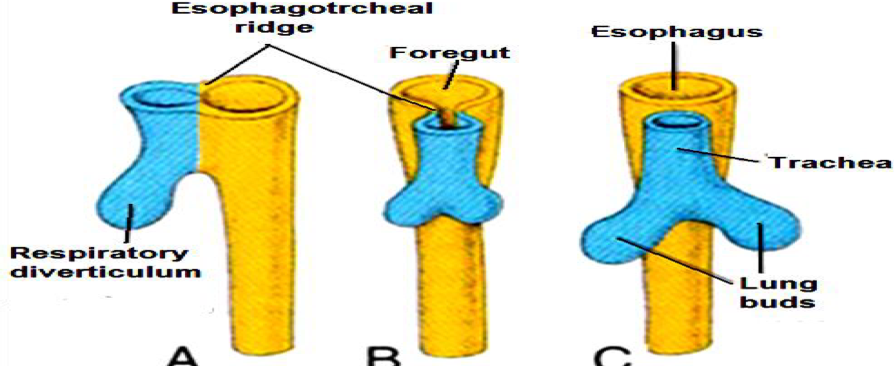 Esophagotrcheal
ridge
Foregut
Esophagus
Trachea
Respiratory
diverticulum
Lung
buds
A
B
C